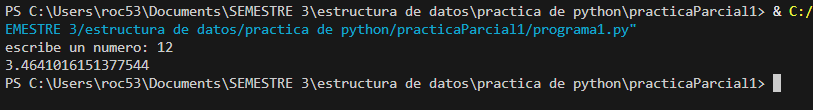 PS C:\Users\roc53\Documents\SEMESTRE 3\estructura de datos\practica de python\practicaParcial1> & C:/
EMESTRE 3/estructura de datos/practica de python/practicaParcial1/programa1.py"
escribe un numero: 12
3.4641016151377544
PS C:\Users\roc53\Documents\SEMESTRE 3\estructura de datos\practica de python\practicaParcial1>